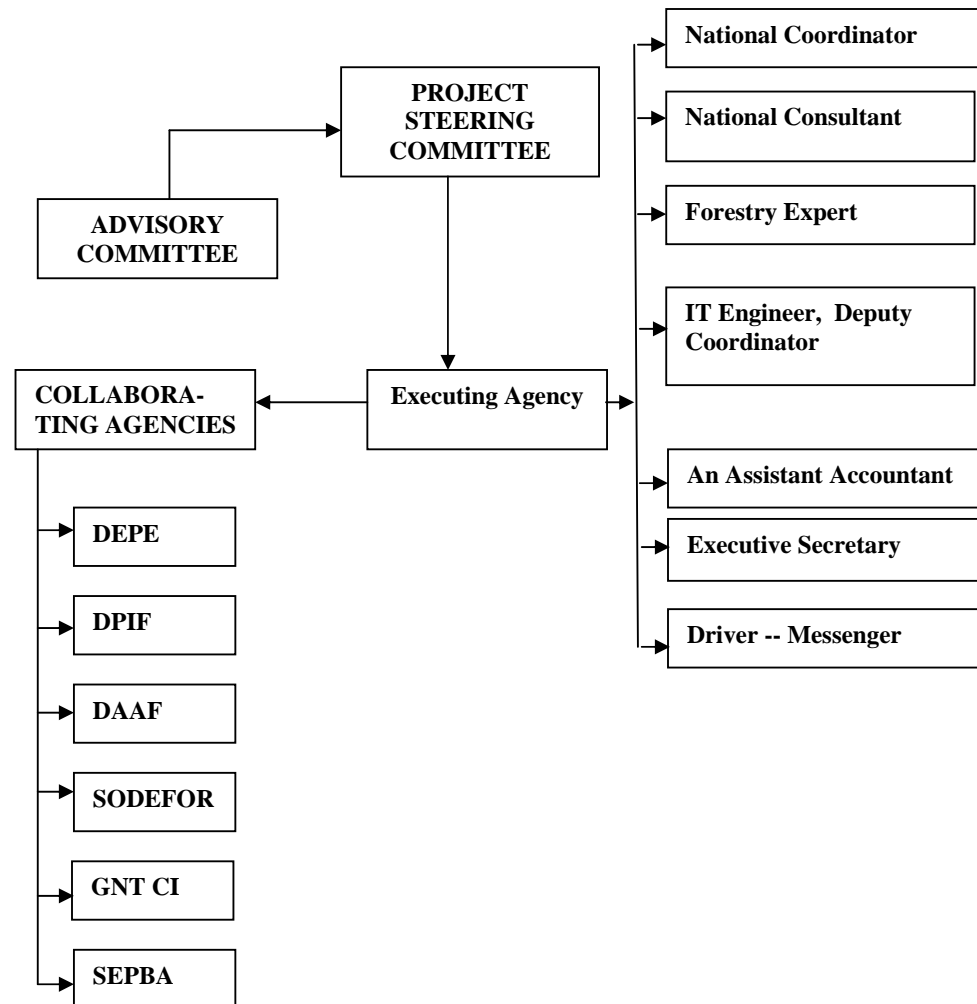 PROJECT
STEERING
COMMITTEE
ADVISORY
COMMITTEE
Executing Agency
COLLABORA-
TING AGENCIES
DEPE
DPIF
DAAF
SODEFOR
GNT CI
SEPBA
National Coordinator
National Consultant
Forestry Expert
IT Engineer,  Deputy
Coordinator
An Assistant Accountant
Executive Secretary
Driver -- Messenger